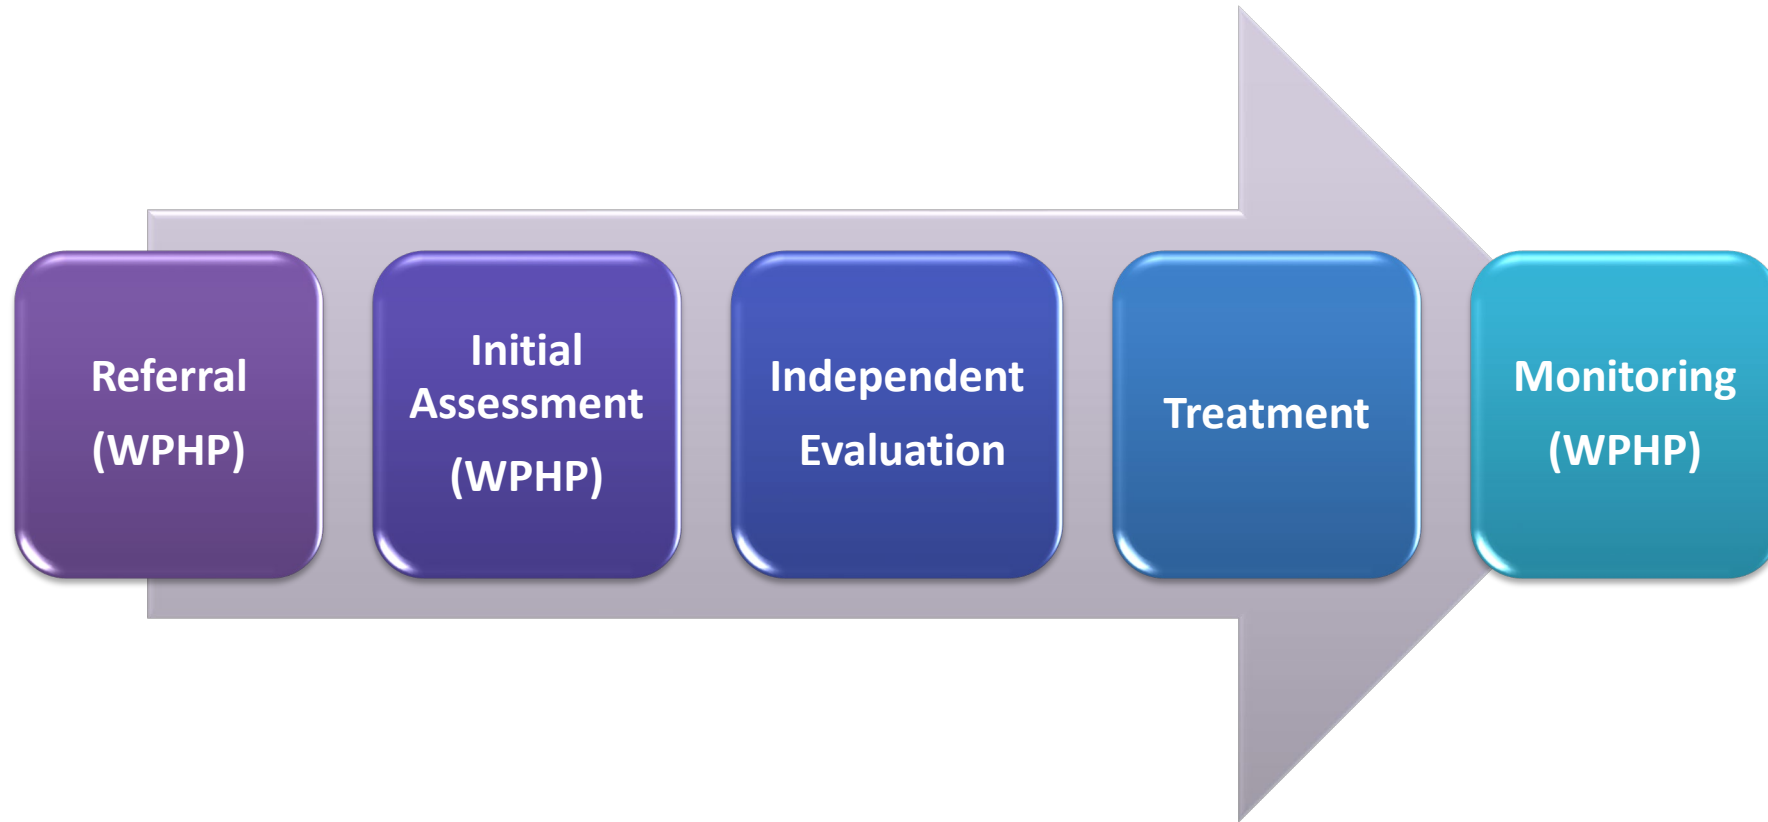 Referral
(WPHP)
Initial
Assessment
(WPHP)
Independent
Evaluation
Treatment
Monitoring
(WPHP)